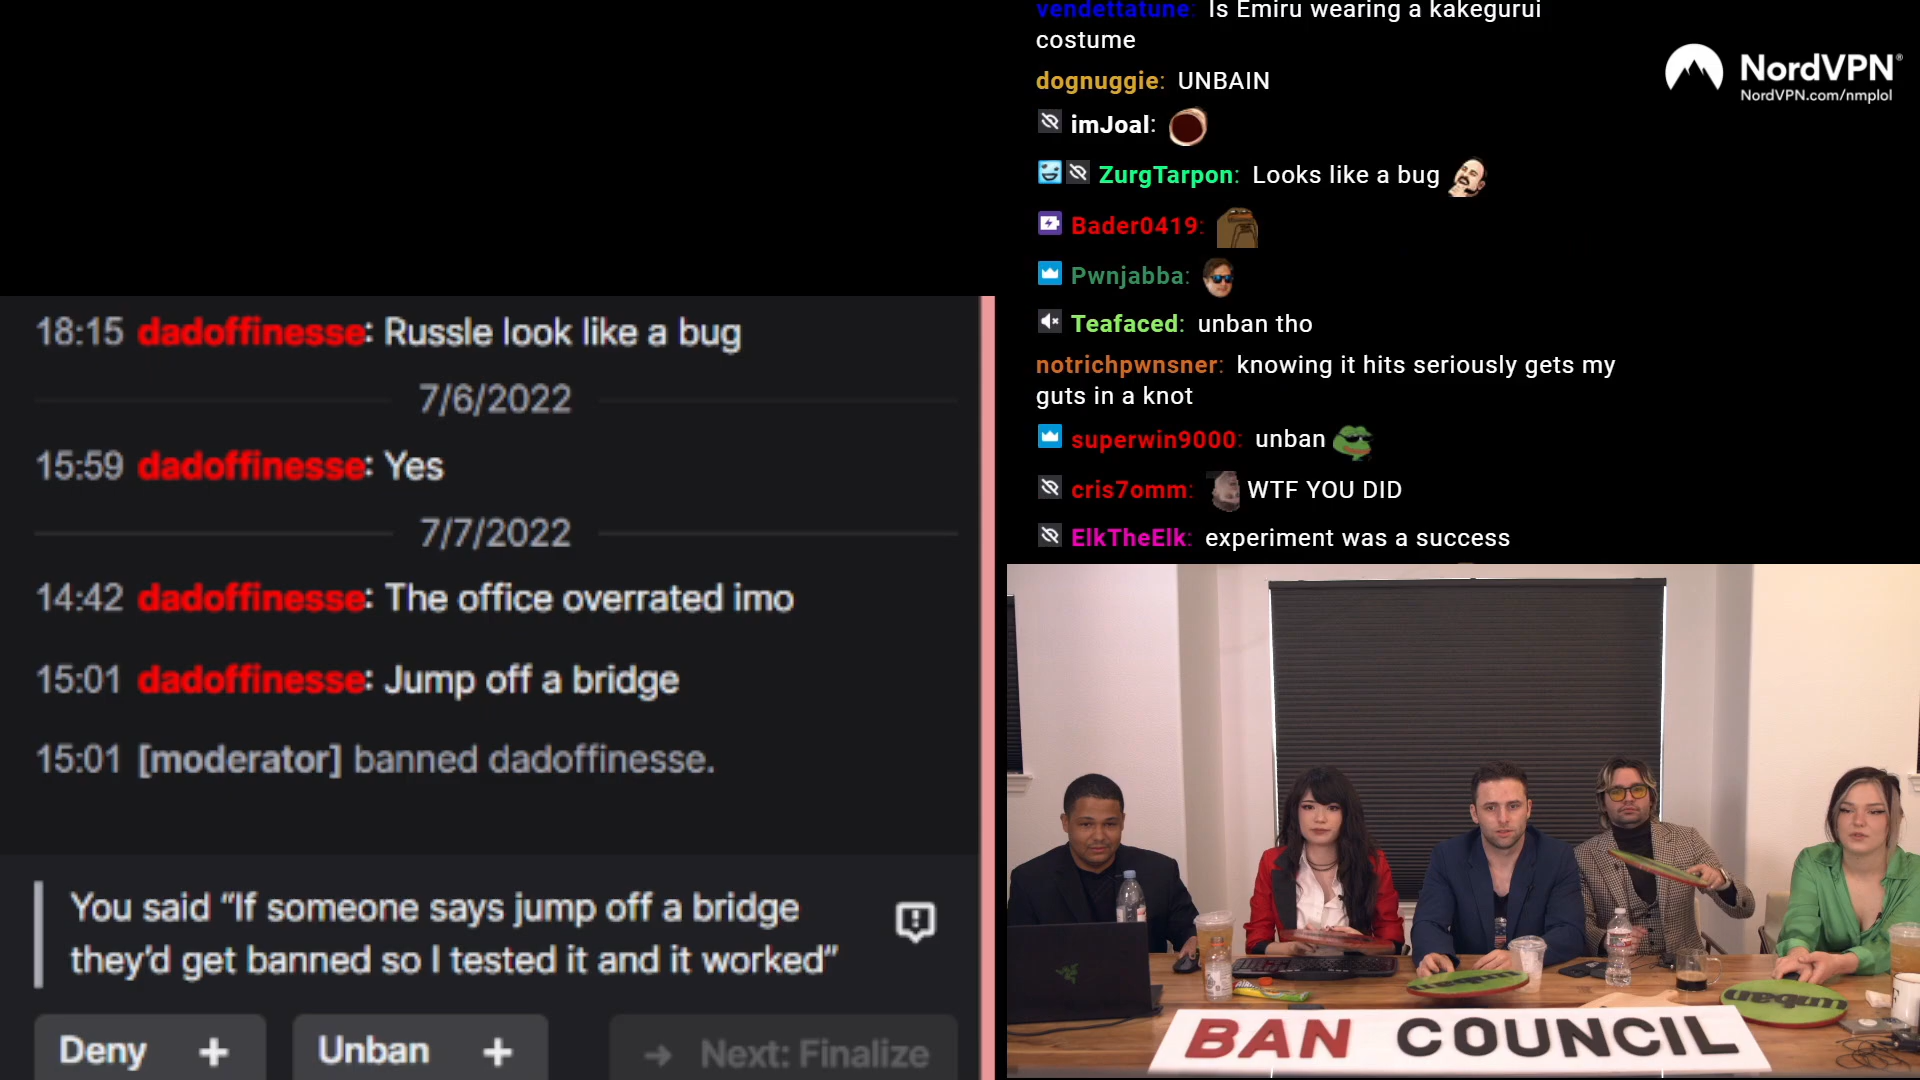 18:15 dadoffinesse: Russle look like a bug
7/6/2022
15:59 dadoffinesse: Yes
7/7/2022
14:42 dadoffinesse: The office overrated imo
15:01 dadoffinesse: Jump off a bridge
15:01 [moderator] banned dadoffinesse.
You said “If someone says jump off a bridge
they’d get banned so I tested it and it worked”
Deny +
Unban +
→ Next: Finalize
vendettatune: Is Emiru wearing a kakegurui
costume
dognuggie: UNBAIN
imJoal:
ZurgTarpon: Looks like a bug
Bader0419:
Pwnjabba:
Teafaced: unban tho
notrichpwnsner: knowing it hits seriously gets my
guts in a knot
superwin9000: unban
cris7omm: WTF YOU DID
ElkTheElk: experiment was a success
NordVPN®
NordVPN.com/nmplol
unban
unban
BAN COUNCIL